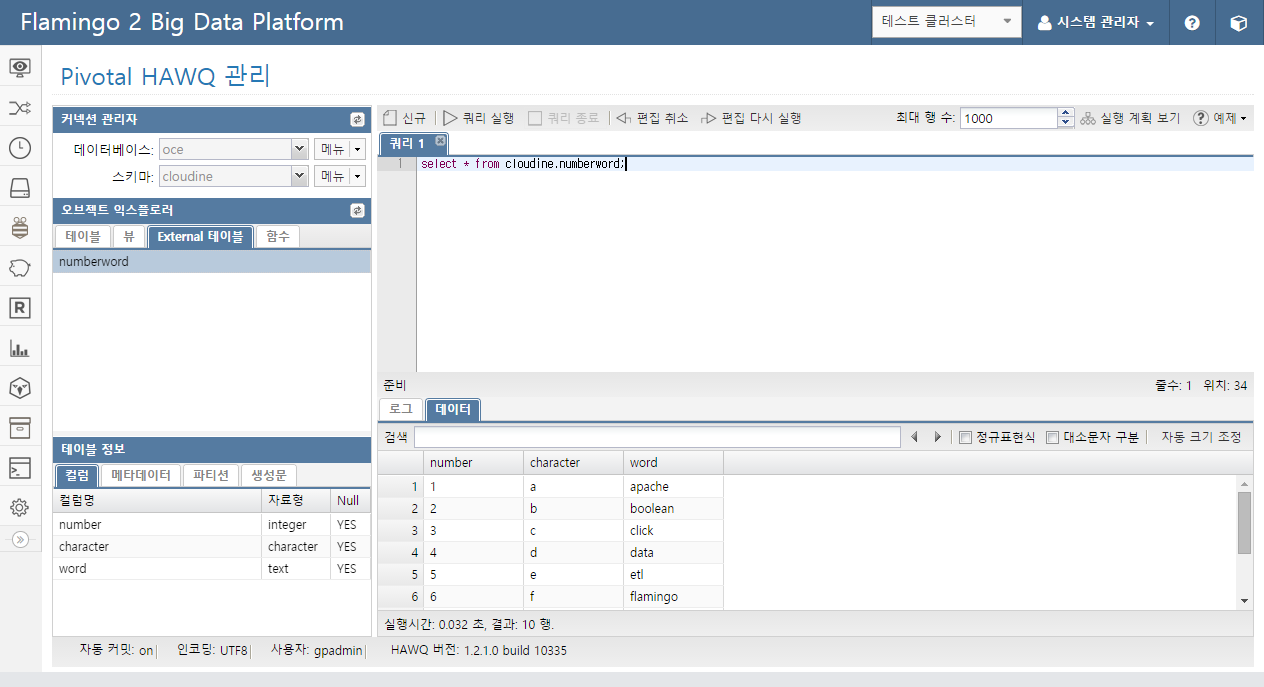 Flamingo 2 Big Data Platform
테스트 클러스터
시스템 관리자
Pivotal HAWQ 관리
커넥션 관리자
데이터베이스: oce 메뉴
스키마: cloudine 메뉴
오브젝트 익스플로러
테이블 뷰 External 테이블 함수
numberword
테이블 정보
컬럼 메타데이터 파티션 생성문
컬럼명 자료형 Null
number integer YES
character character YES
word text YES
신규 쿼리 실행 쿼리 종료 편집 취소 편집 다시 실행 최대 행 수: 1000 실행 계획 보기 예제
쿼리 1
1 select * from cloudine.numberword;
준비 줄수: 1 위치: 34
로그 데이터
검색 정규표현식 대소문자 구분 자동 크기 조정
number character word
1 1 a apache
2 2 b boolean
3 3 c click
4 4 d data
5 5 e etl
6 6 f flamingo
실행시간: 0.032 초, 결과: 10 행.
자동 커밋: on 인코딩: UTF8 사용자: gpadmin HAWQ 버전: 1.2.1.0 build 10335